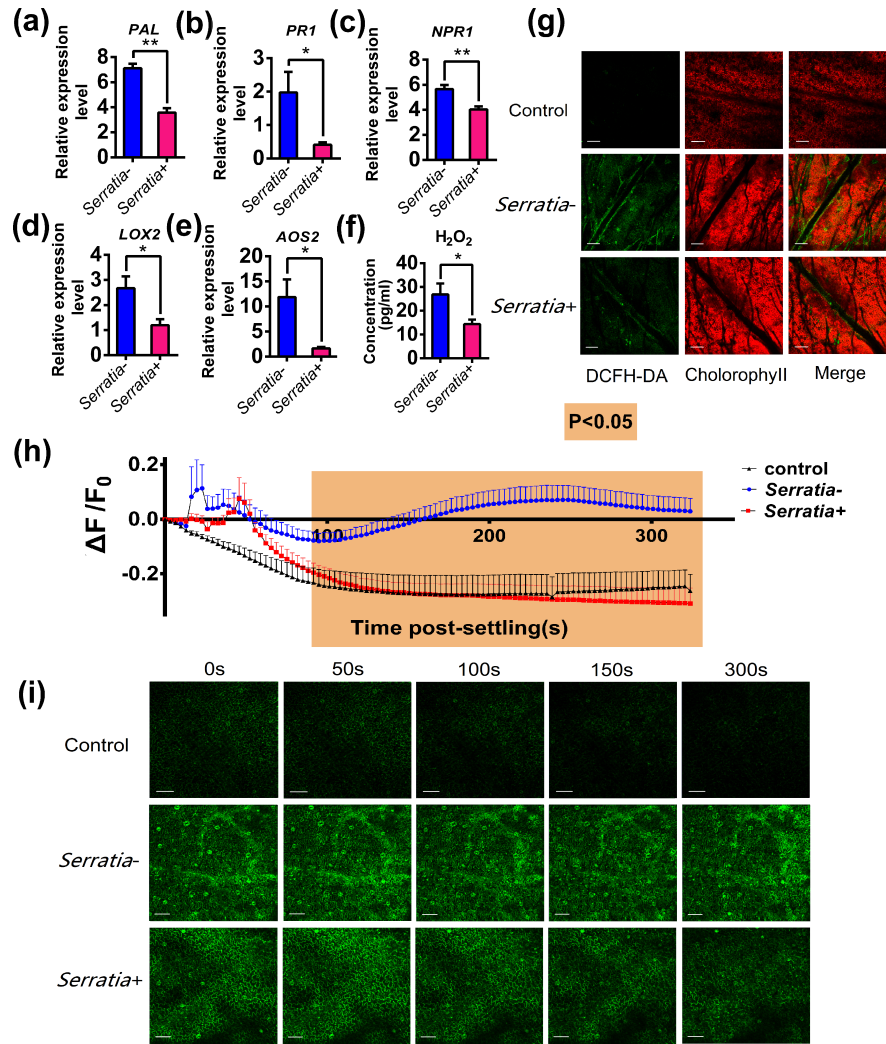 (a)
PAL
**
Relative expression
level
8
6
4
2
0
Serratia-
Serratia+
(b)
PR1
*
Relative expression
level
3
2
1
0
Serratia-
Serratia+
(c)
NPR1
**
Relative expression
level
8
6
4
2
0
Serratia-
Serratia+
(d)
LOX2
*
Relative expression
level
4
3
2
1
0
Serratia-
Serratia+
(e)
AOS2
*
Relative expression
level
20
15
10
5
0
Serratia-
Serratia+
(f)
H₂O₂
*
Concentration
(pg/ml)
40
30
20
10
0
Serratia-
Serratia+
(g)
Control
Serratia-
Serratia+
DCFH-DA Cholorophyll Merge
P<0.05
(h)
ΔF/F₀
0.2
0.0
-0.2
100 200 300
Time post-settling(s)
control
Serratia-
Serratia+
(i)
0s 50s 100s 150s 300s
Control
Serratia-
Serratia+